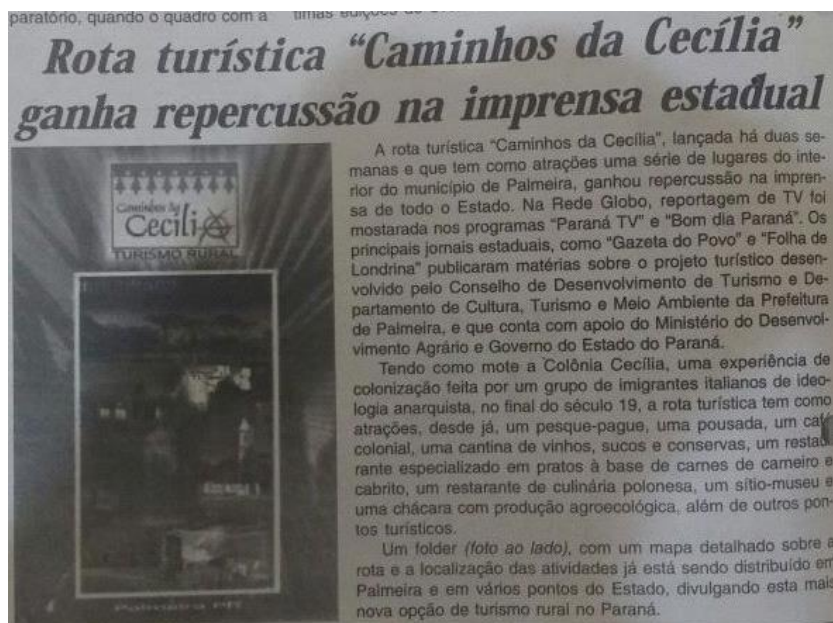 paratório, quando o quadro com a
timas edições do
Rota turística “Caminhos da Cecília”
ganha repercussão na imprensa estadual
Caminhos da
Cecília
TURISMO RURAL
Palmeira PR
A rota turística “Caminhos da Cecília”, lançada há duas se-
manas e que tem como atrações uma série de lugares do inte-
rior do município de Palmeira, ganhou repercussão na impren-
sa de todo o Estado. Na Rede Globo, reportagem de TV foi
mostarada nos programas “Paraná TV” e “Bom dia Paraná”. Os
principais jornais estaduais, como “Gazeta do Povo” e “Folha de
Londrina” publicaram matérias sobre o projeto turístico desen-
volvido pelo Conselho de Desenvolvimento de Turismo e De-
partamento de Cultura, Turismo e Meio Ambiente da Prefeitura
de Palmeira, e que conta com apoio do Ministério do Desenvol-
vimento Agrário e Governo do Estado do Paraná.
Tendo como mote a Colônia Cecília, uma experiência de
colonização feita por um grupo de imigrantes italianos de ideo-
logia anarquista, no final do século 19, a rota turística tem como
atrações, desde já, um pesque-pague, uma pousada, um café
colonial, uma cantina de vinhos, sucos e conservas, um restau-
rante especializado em pratos à base de carnes de carneiro e
cabrito, um restarante de culinária polonesa, um sítio-museu e
uma chácara com produção agroecológica, além de outros pon-
tos turísticos.
Um folder (foto ao lado), com um mapa detalhado sobre a
rota e a localização das atividades já está sendo distribuído em
Palmeira e em vários pontos do Estado, divulgando esta mais
nova opção de turismo rural no Paraná.